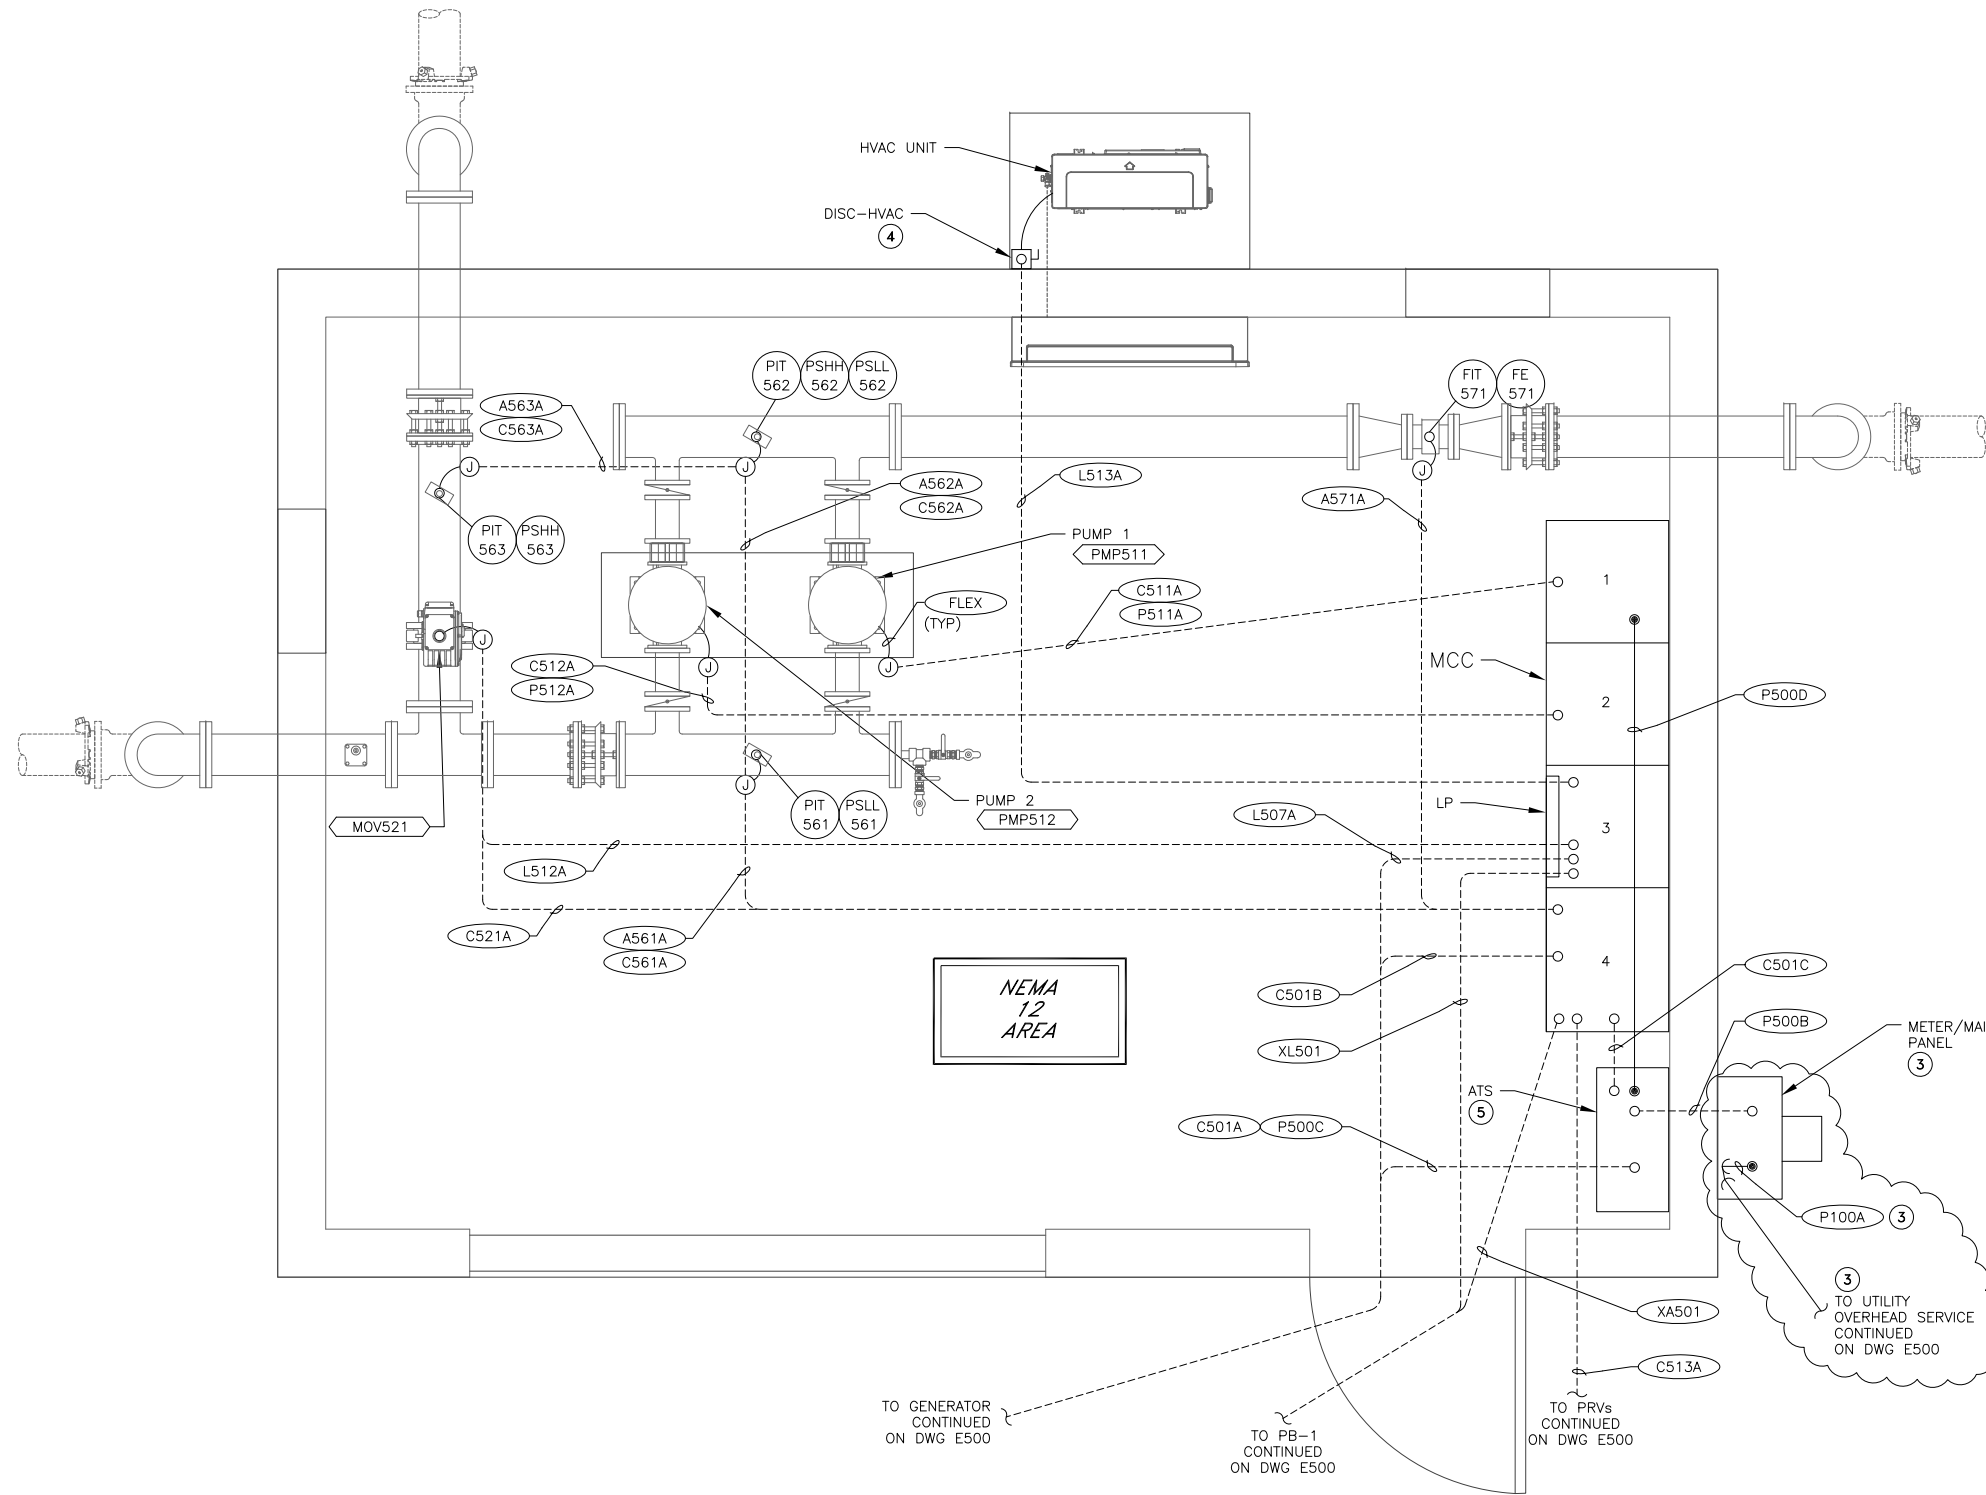 HVAC UNIT
DISC-HVAC
4
PIT
562
PSHH
562
PSLL
562
FIT
571
FE
571
A563A
C563A
J
J
J
A562A
C562A
L513A
A571A
PIT
563
PSHH
563
PUMP 1
PMP511
1
C511A
P511A
FLEX
(TYP)
J
J
J
C512A
P512A
MCC
2
P500D
J
PUMP 2
PMP512
PIT
561
PSLL
561
LP
3
L507A
MOV521
L512A
C521A
A561A
C561A
4
NEMA
12
AREA
C501B
C501C
XL501
P500B
METER/MAI
PANEL
3
ATS
5
C501A
P500C
P100A
3
3
TO UTILITY
OVERHEAD SERVICE
CONTINUED
ON DWG E500
XA501
C513A
TO GENERATOR
CONTINUED
ON DWG E500
TO PB-1
CONTINUED
ON DWG E500
TO PRVs
CONTINUED
ON DWG E500